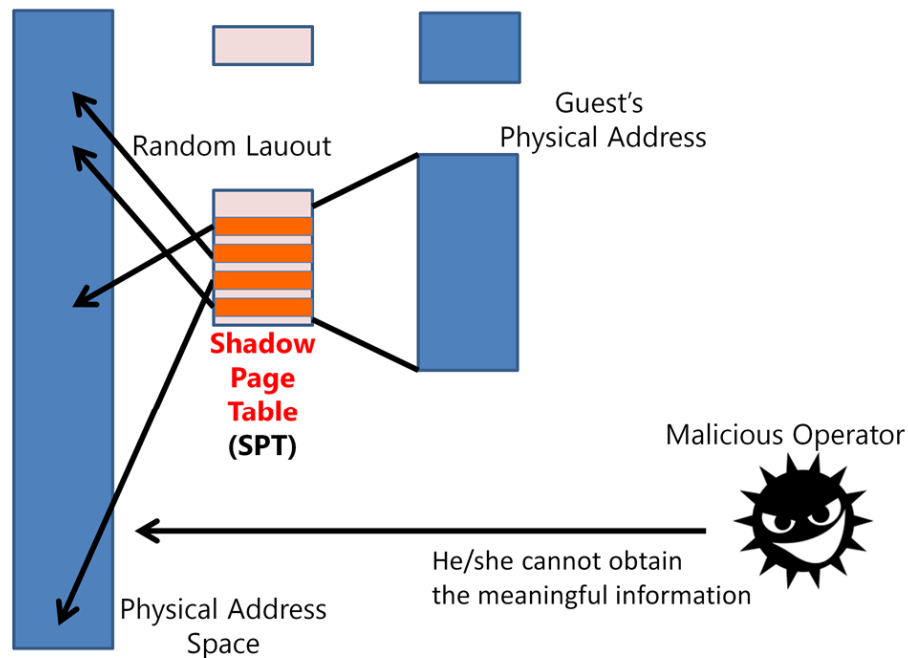 Guest's
Physical Address
Random Lauout
Shadow
Page
Table
(SPT)
Malicious Operator
He/she cannot obtain
the meaningful information
Physical Address
Space